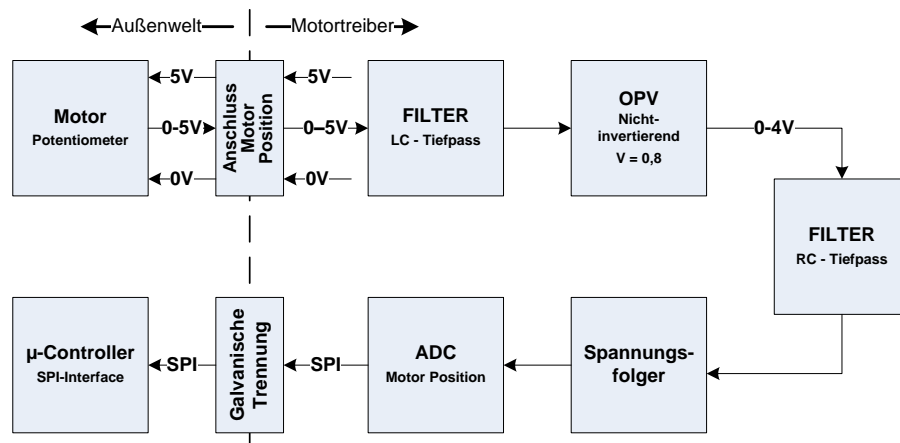 Außenwelt
Motortreiber
Motor
Potentiometer
5V
0-5V
0V
Anschluss
Motor
Position
5V
0–5V
0V
FILTER
LC - Tiefpass
OPV
Nicht-
invertierend
V = 0,8
0-4V
FILTER
RC - Tiefpass
µ-Controller
SPI-Interface
SPI
Galvanische
Trennung
SPI
ADC
Motor Position
Spannungs-
folger